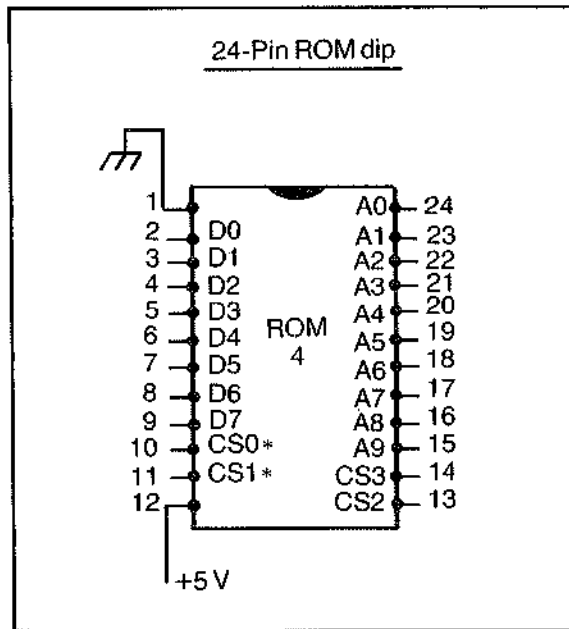 24-Pin ROM dip
1 A0 24
2 D0 A1 23
3 D1 A2 22
4 D2 A3 21
5 D3 A4 20
6 D4 ROM A5 19
7 D5 4 A6 18
8 D6 A7 17
9 D7 A8 16
10 CS0* A9 15
11 CS1* CS3 14
12 CS2 13
+5 V